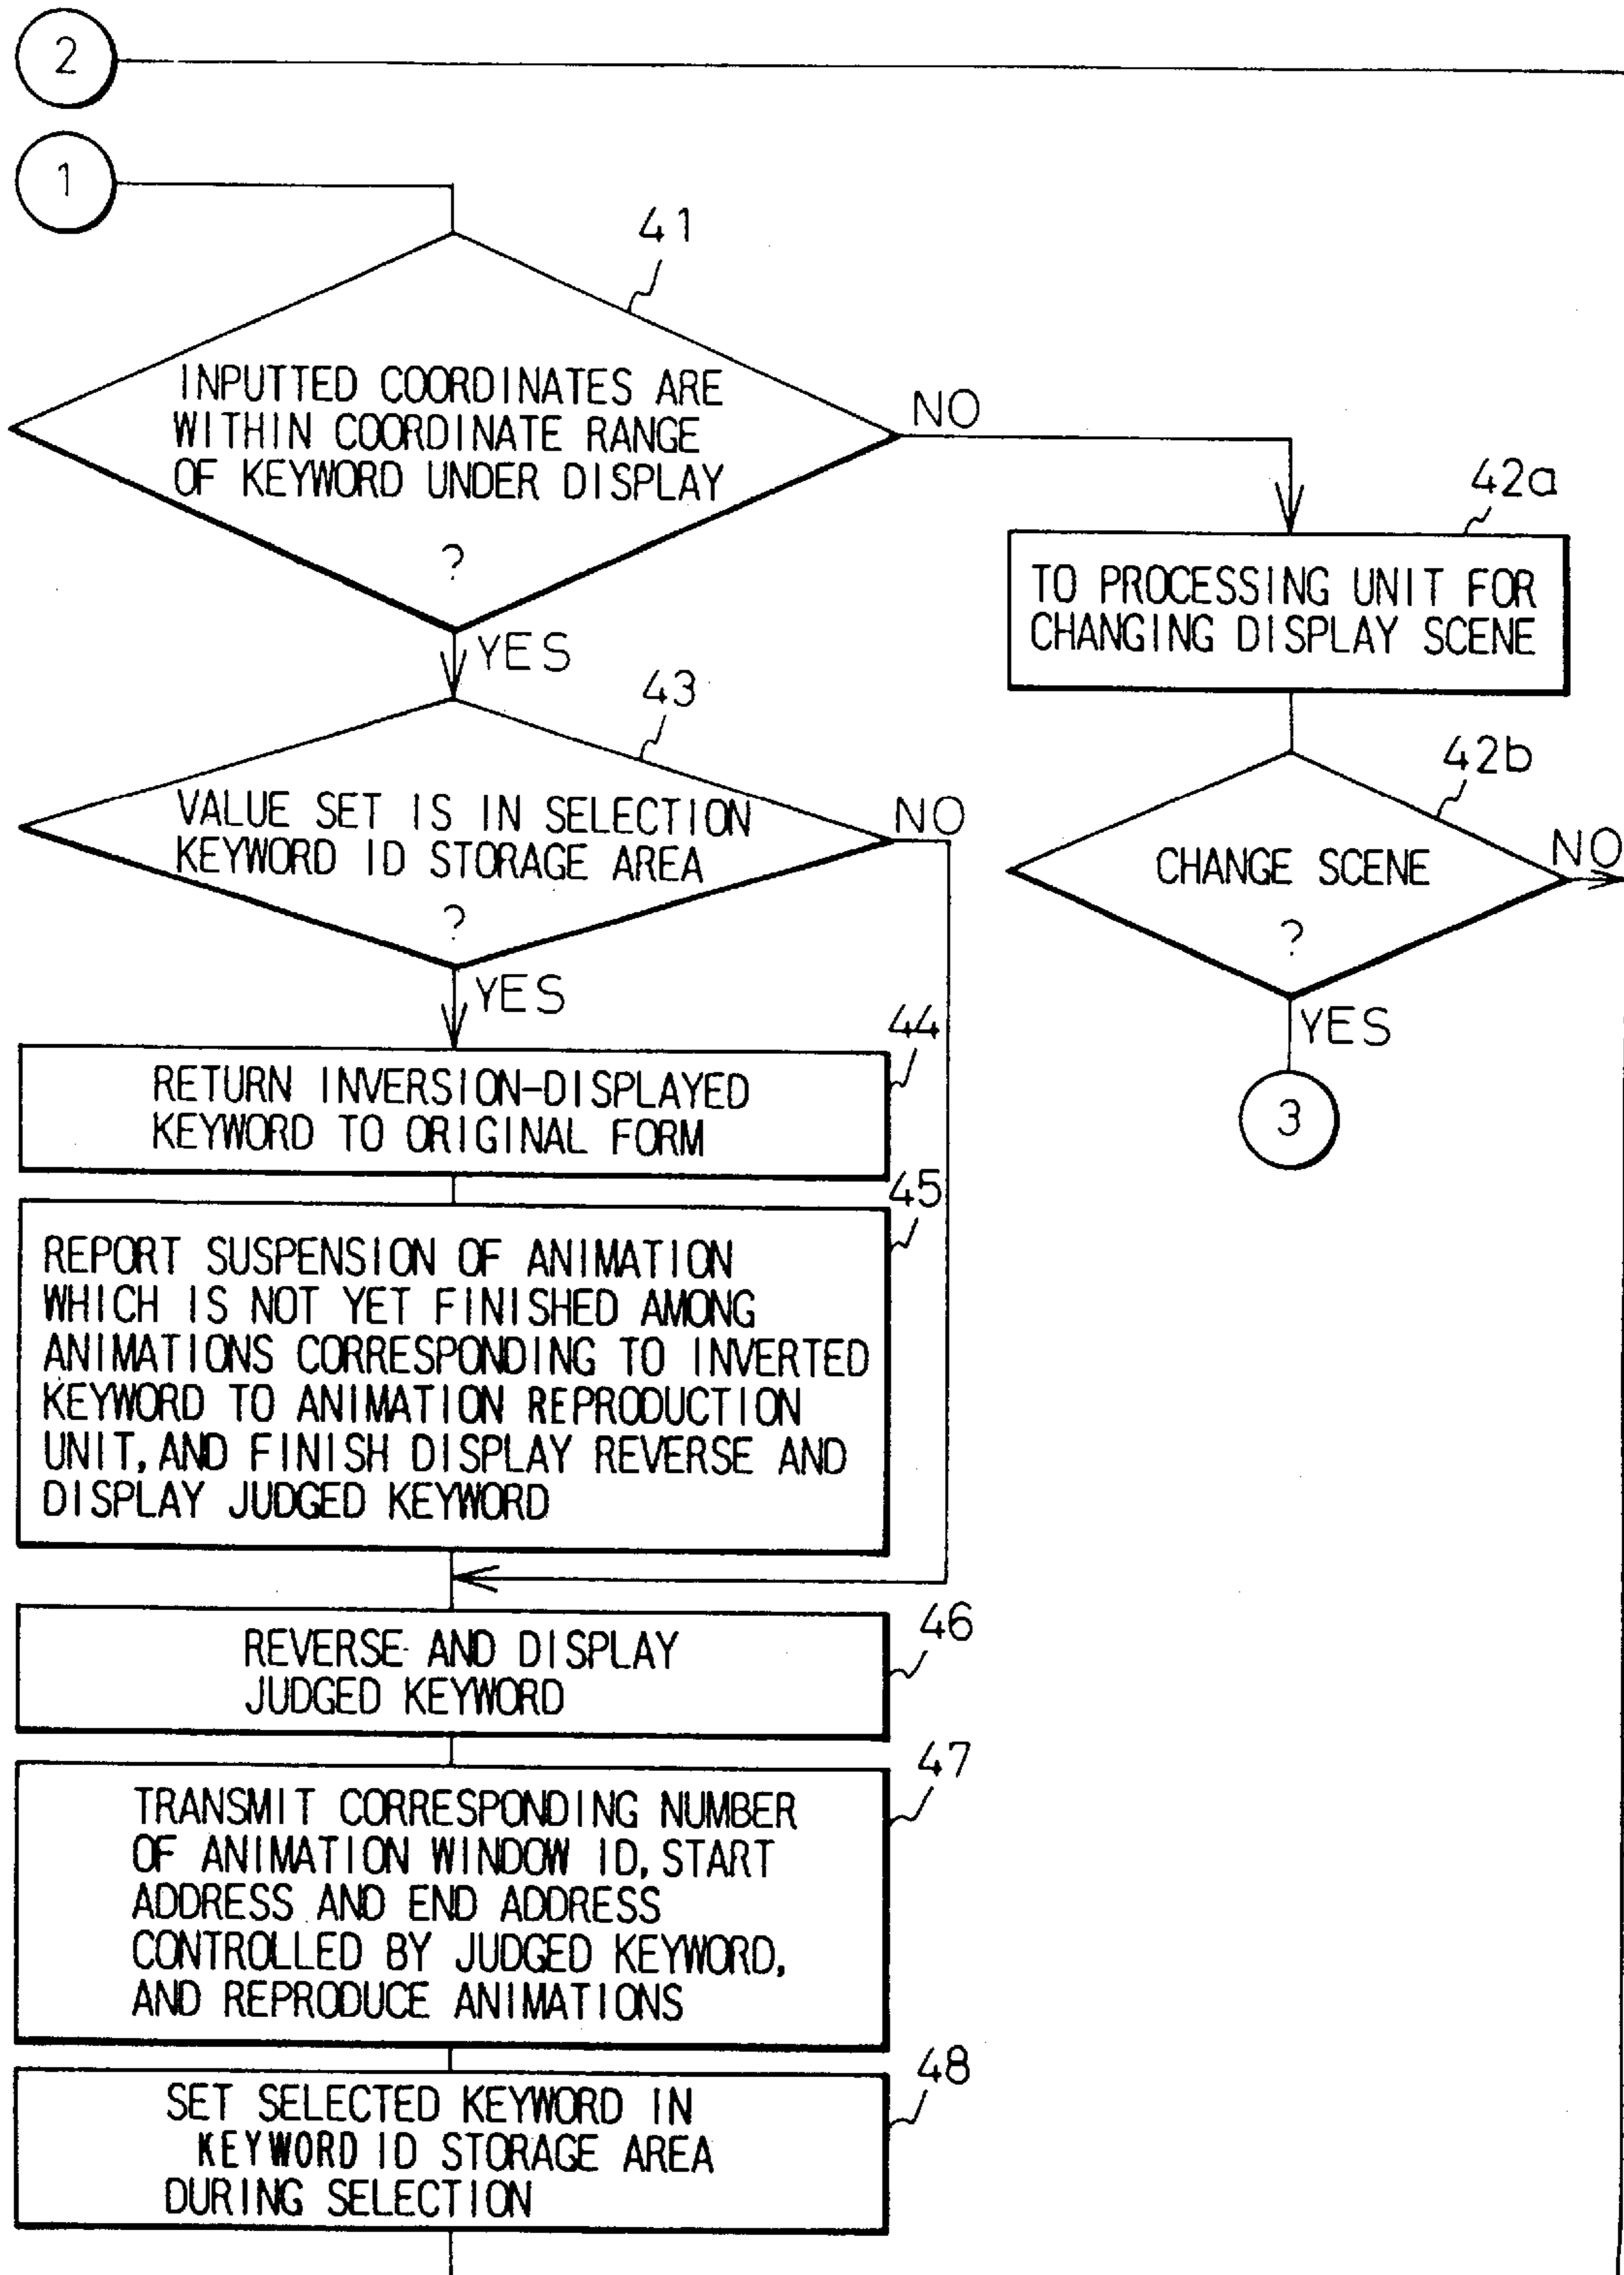 2
1
41
INPUTTED COORDINATES ARE
WITHIN COORDINATE RANGE
OF KEYWORD UNDER DISPLAY
?
NO
YES
42a
TO PROCESSING UNIT FOR
CHANGING DISPLAY SCENE
42b
CHANGE SCENE
?
NO
YES
3
43
VALUE SET IS IN SELECTION
KEYWORD ID STORAGE AREA
?
NO
YES
44
RETURN INVERSION-DISPLAYED
KEYWORD TO ORIGINAL FORM
45
REPORT SUSPENSION OF ANIMATION
WHICH IS NOT YET FINISHED AMONG
ANIMATIONS CORRESPONDING TO INVERTED
KEYWORD TO ANIMATION REPRODUCTION
UNIT, AND FINISH DISPLAY REVERSE AND
DISPLAY JUDGED KEYWORD
46
REVERSE AND DISPLAY
JUDGED KEYWORD
47
TRANSMIT CORRESPONDING NUMBER
OF ANIMATION WINDOW ID, START
ADDRESS AND END ADDRESS
CONTROLLED BY JUDGED KEYWORD,
AND REPRODUCE ANIMATIONS
48
SET SELECTED KEYWORD IN
KEYWORD ID STORAGE AREA
DURING SELECTION